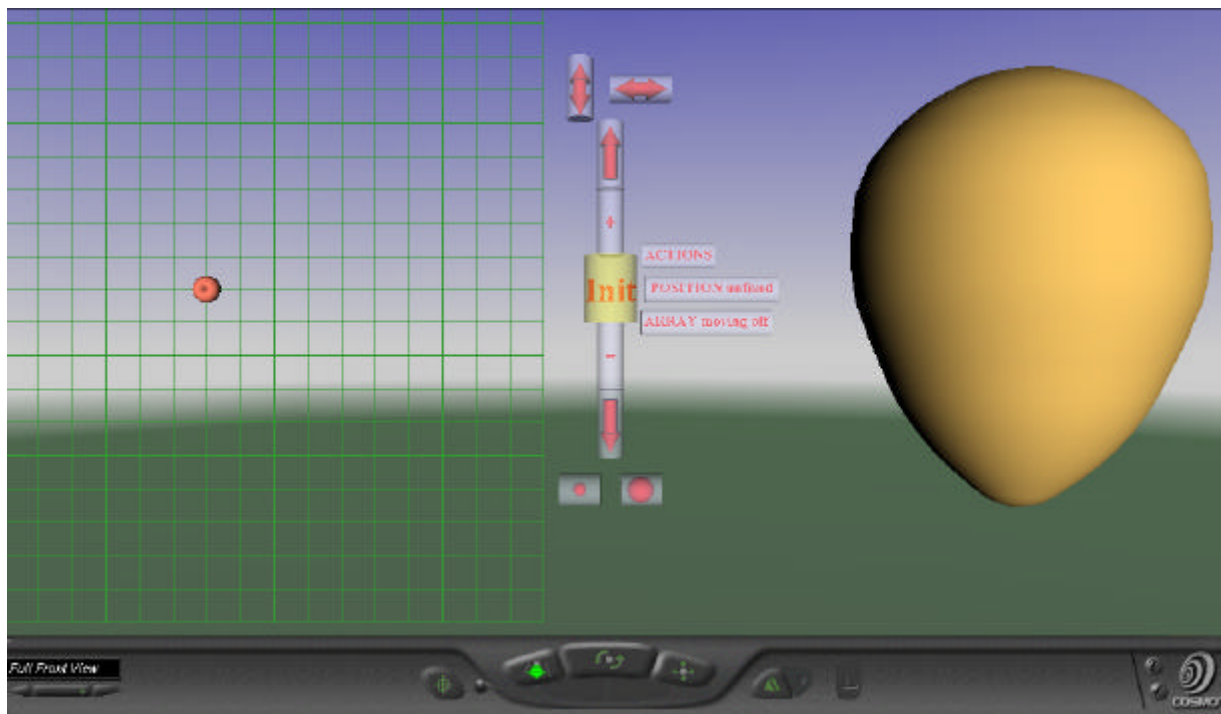 +
ACTIONS
Init
POSITION unfixed
ARRAY moving off
-
Full Front View
COSMO